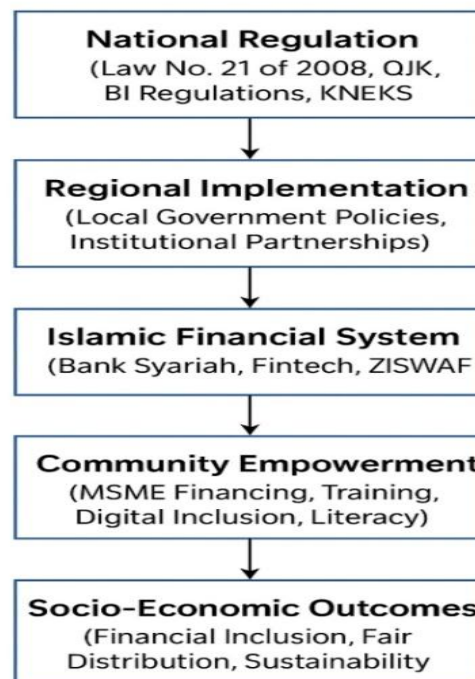 National Regulation
(Law No. 21 of 2008, QJK,
BI Regulations, KNEKS
Regional Implementation
(Local Government Policies,
Institutional Partnerships)
Islamic Financial System
(Bank Syariah, Fintech, ZISWAF
Community Empowerment
(MSME Financing, Training,
Digital Inclusion, Literacy)
Socio-Economic Outcomes
(Financial Inclusion, Fair
Distribution, Sustainability